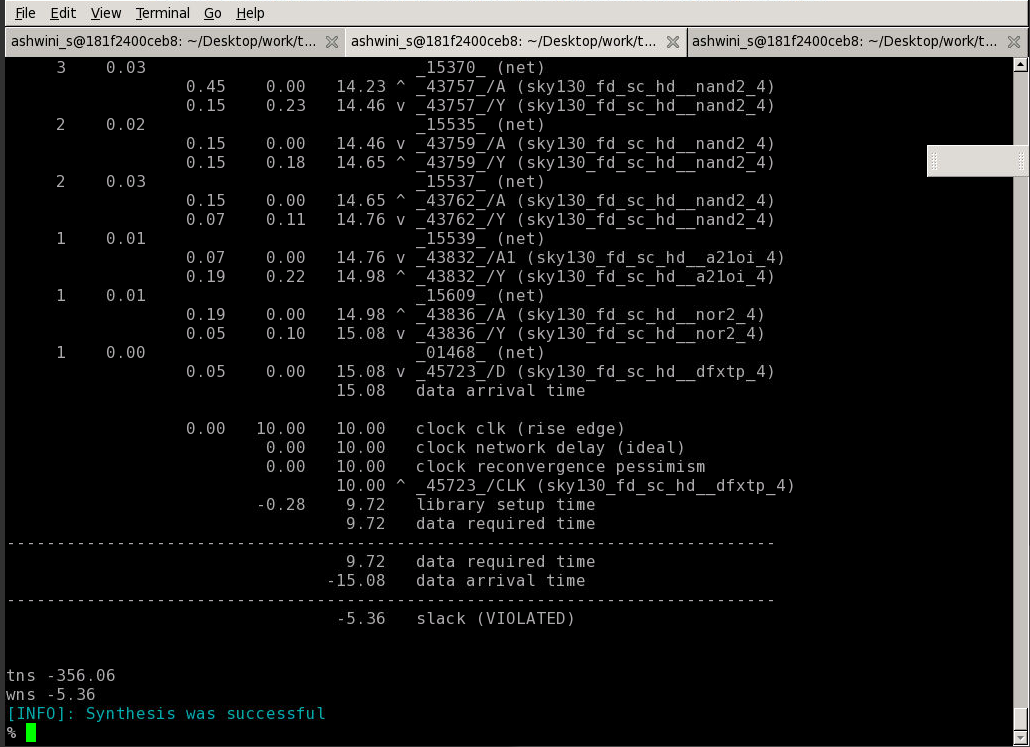 File Edit View Terminal Go Help
ashwini_s@181f2400ceb8: ~/Desktop/work/t... ashwini_s@181f2400ceb8: ~/Desktop/work/t... ashwini_s@181f2400ceb8: ~/Desktop/work/t...
3 0.03 _15370_ (net)
0.45 0.00 14.23 ^ _43757_/A (sky130_fd_sc_hd__nand2_4)
0.15 0.23 14.46 v _43757_/Y (sky130_fd_sc_hd__nand2_4)
2 0.02 _15535_ (net)
0.15 0.00 14.46 v _43759_/A (sky130_fd_sc_hd__nand2_4)
0.15 0.18 14.65 ^ _43759_/Y (sky130_fd_sc_hd__nand2_4)
2 0.03 _15537_ (net)
0.15 0.00 14.65 ^ _43762_/A (sky130_fd_sc_hd__nand2_4)
0.07 0.11 14.76 v _43762_/Y (sky130_fd_sc_hd__nand2_4)
1 0.01 _15539_ (net)
0.07 0.00 14.76 v _43832_/A1 (sky130_fd_sc_hd__a21oi_4)
0.19 0.22 14.98 ^ _43832_/Y (sky130_fd_sc_hd__a21oi_4)
1 0.01 _15609_ (net)
0.19 0.00 14.98 ^ _43836_/A (sky130_fd_sc_hd__nor2_4)
0.05 0.10 15.08 v _43836_/Y (sky130_fd_sc_hd__nor2_4)
1 0.00 _01468_ (net)
0.05 0.00 15.08 v _45723_/D (sky130_fd_sc_hd__dfxtp_4)
15.08 data arrival time
0.00 10.00 10.00 clock clk (rise edge)
0.00 10.00 clock network delay (ideal)
0.00 10.00 clock reconvergence pessimism
10.00 ^ _45723_/CLK (sky130_fd_sc_hd__dfxtp_4)
-0.28 9.72 library setup time
9.72 data required time
-----------------------------------------------------------------------------
9.72 data required time
-15.08 data arrival time
-----------------------------------------------------------------------------
-5.36 slack (VIOLATED)
tns -356.06
wns -5.36
[INFO]: Synthesis was successful
%